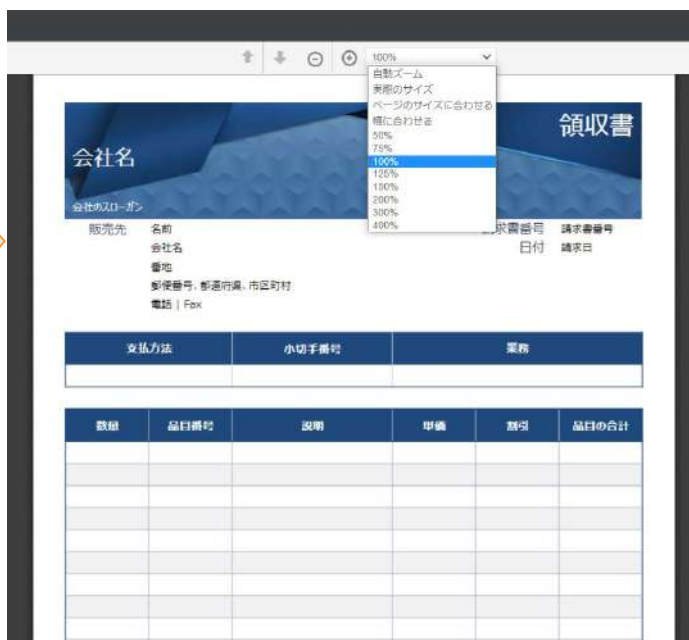 100%
自動ズーム
実際のサイズ
ページのサイズに合わせる
幅に合わせる
50%
75%
100%
125%
150%
200%
300%
400%
領収書
会社名
会社のスローガン
販売先 名前
求書番号 請求書番号
会社名
日付 請求日
番地
郵便番号、都道府県、市区町村
電話 | Fax
支払方法 小切手番号 業務
数量 品目番号 説明 単価 割引 品目の合計